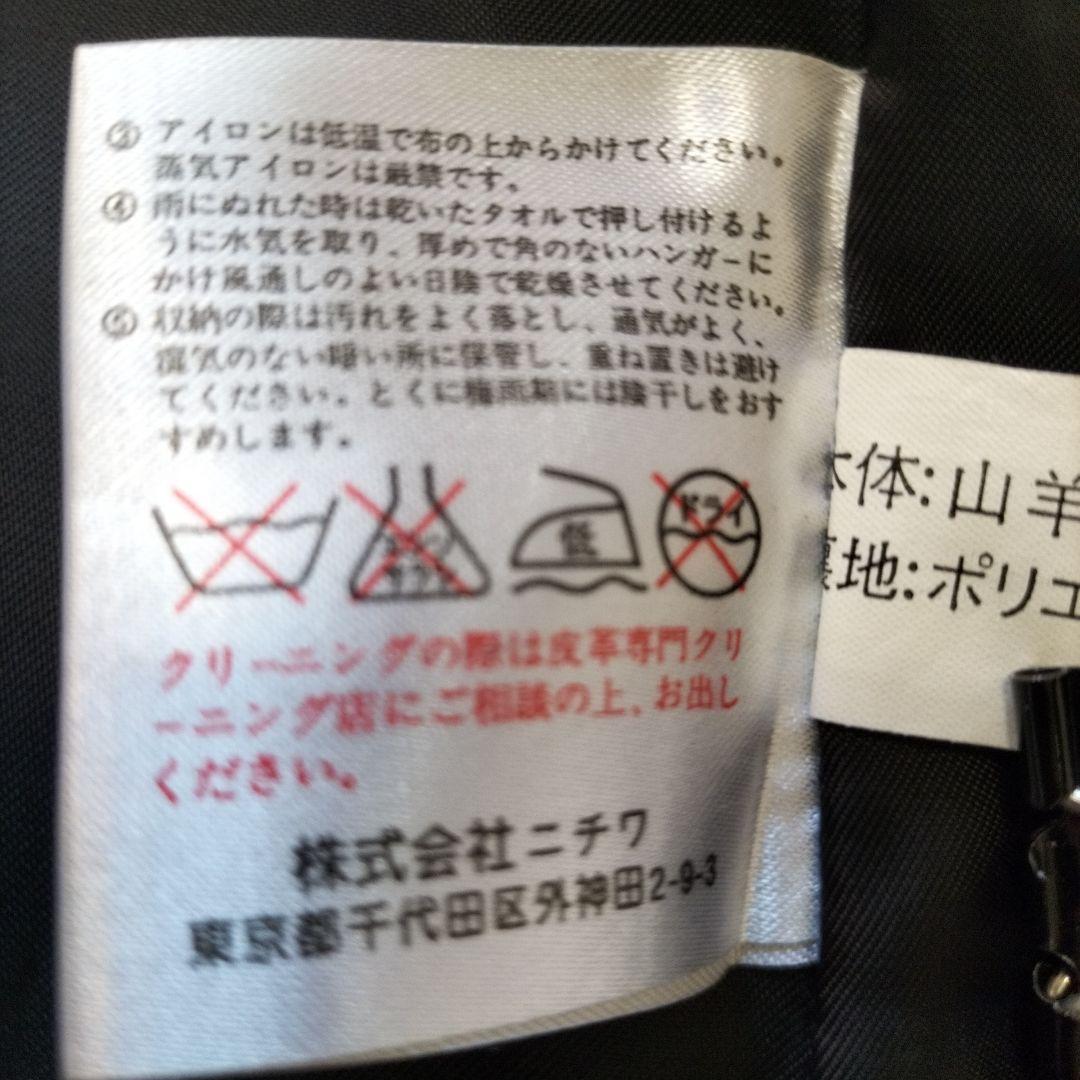 ③ アイロンは低温で布の上からかけてください。
蒸気アイロンは厳禁です。
④ 雨にぬれた時は乾いたタオルで押し付けるよ
うに水気を取り、厚めで角のないハンガーに
かけ風通しのよい日陰で乾燥させてください。
⑤ 収納の際は汚れをよく落とし、通気がよく、
湿気のない暗い所に保管し、重ね置きは避け
てください。とくに梅雨期には陰干しをおす
すめします。
低
ドライ
クリーニングの際は皮革専門クリ
ーニング店にご相談の上、お出し
ください。
株式会社ニチワ
東京都千代田区外神田2-9-3
体:山羊
地:ポリエ